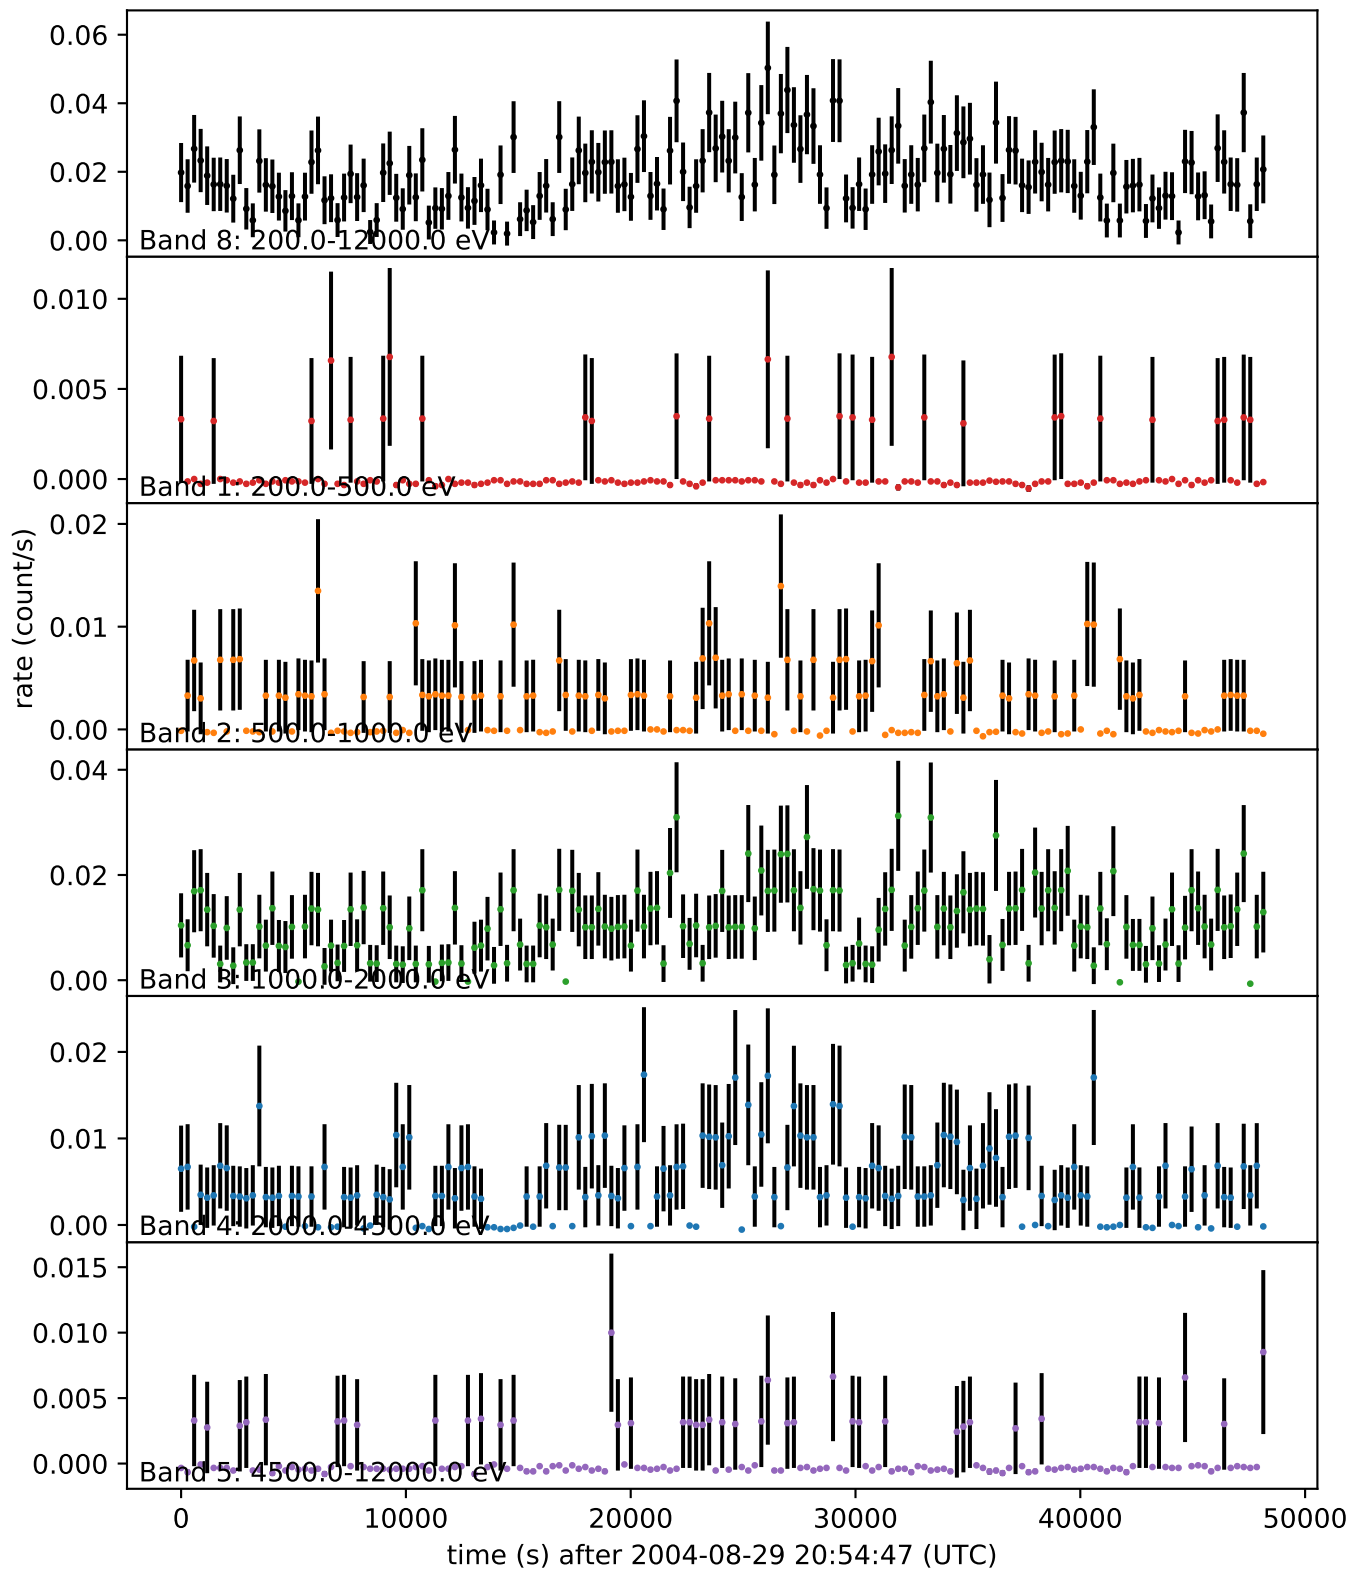 0.06
0.04
0.02
0.00
Band 8: 200.0-12000.0 eV
0.010
0.005
0.000
Band 1: 200.0-500.0 eV
0.02
0.01
0.00
Band 2: 500.0-1000.0 eV
rate (count/s)
0.04
0.02
0.00
Band 3: 1000.0-2000.0 eV
0.02
0.01
0.00
Band 4: 2000.0-4500.0 eV
0.015
0.010
0.005
0.000
Band 5: 4500.0-12000.0 eV
0 10000 20000 30000 40000 50000
time (s) after 2004-08-29 20:54:47 (UTC)